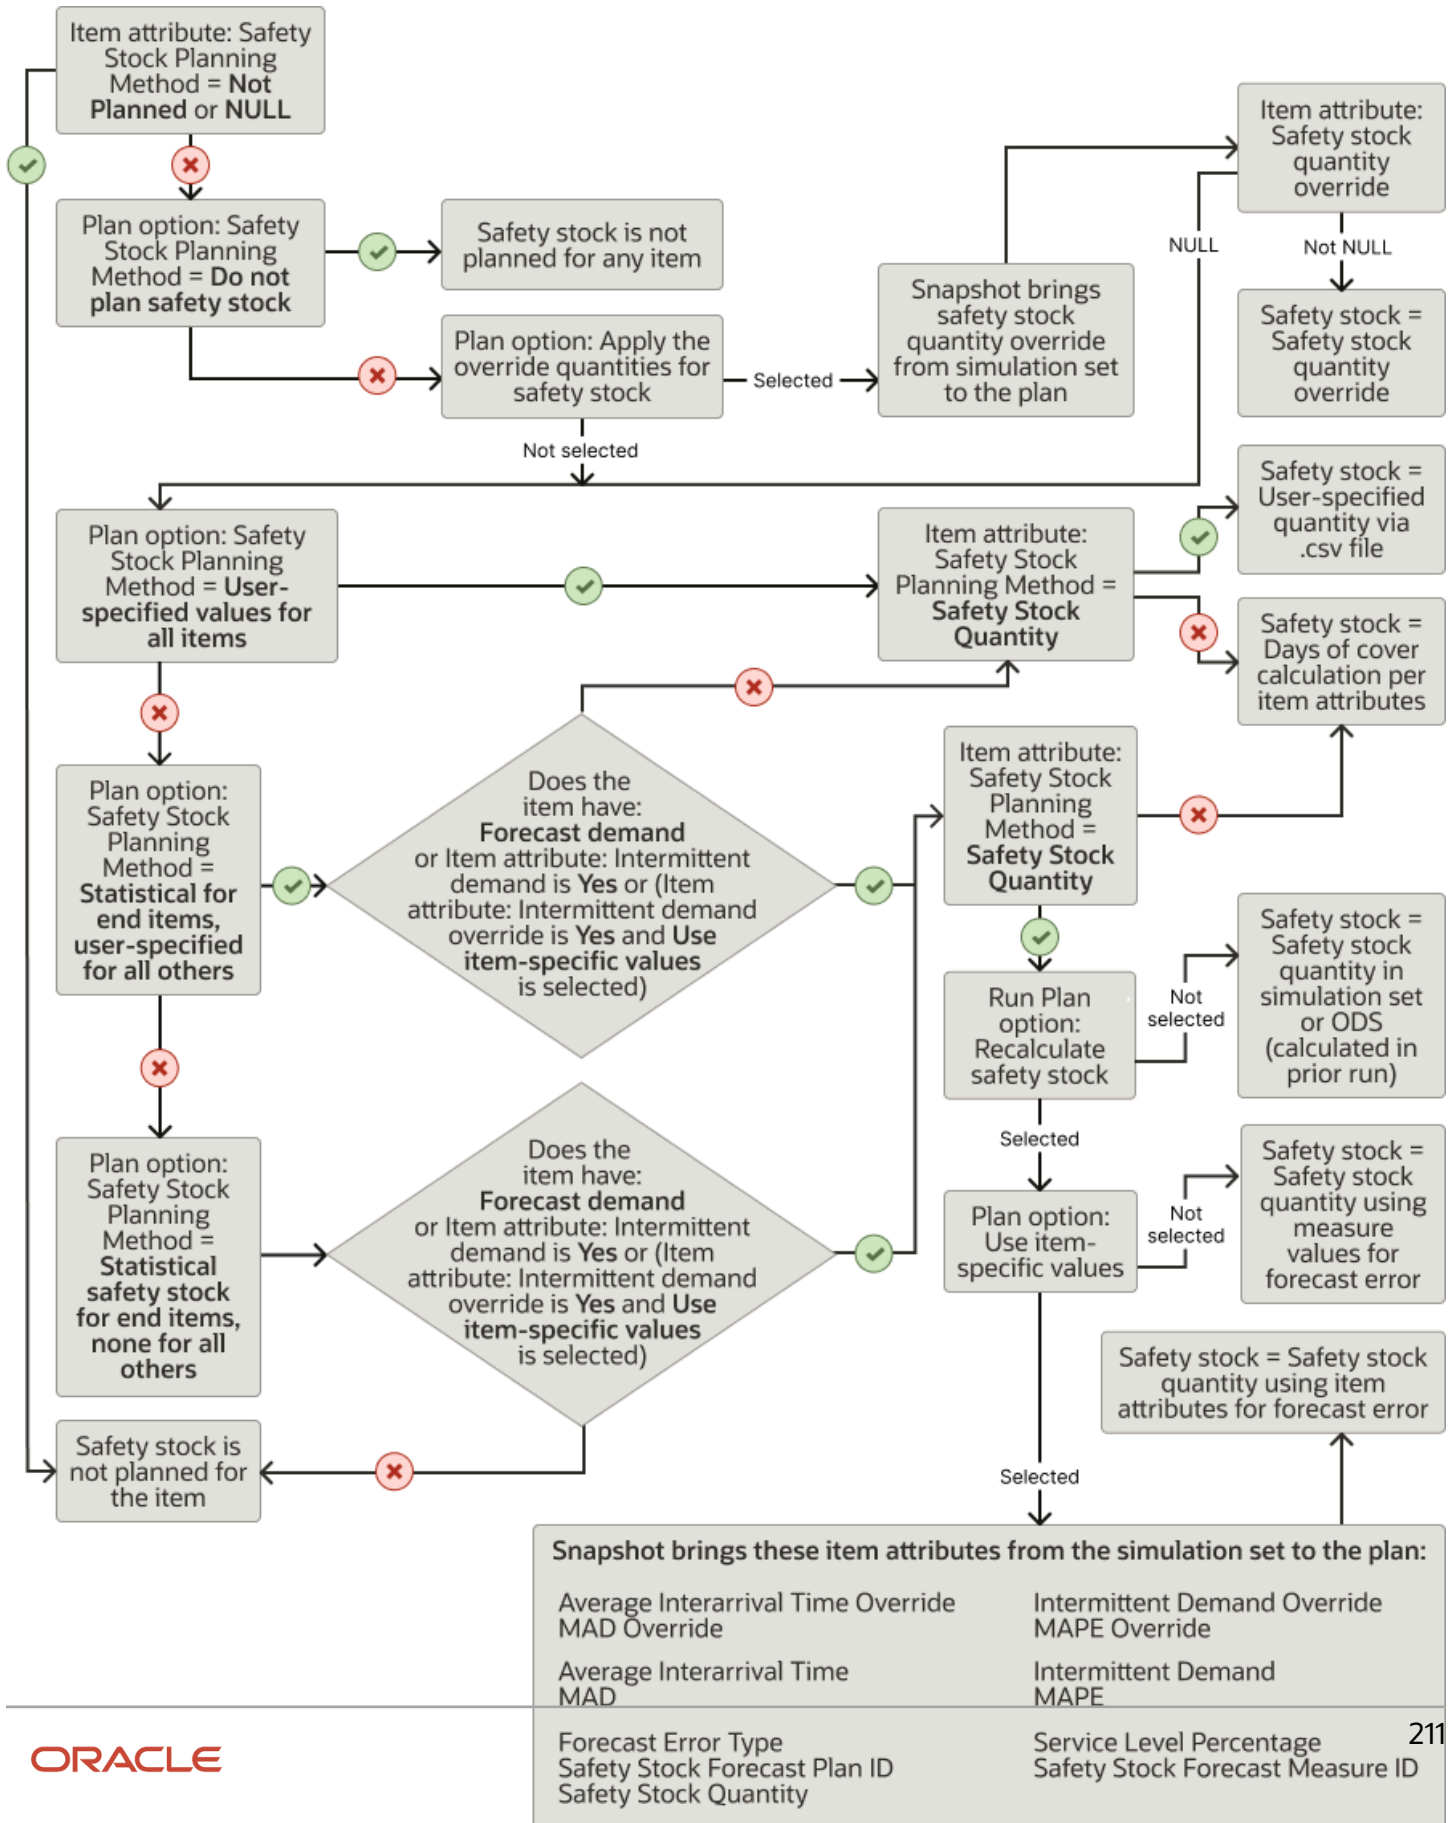 Item attribute: Safety
Stock Planning
Method = Not
Planned or NULL
Plan option: Safety
Stock Planning
Method = Do not
plan safety stock
Safety stock is not
planned for any item
Plan option: Apply the
override quantities for
safety stock
Selected
Not selected
Snapshot brings
safety stock
quantity override
from simulation set
to the plan
Item attribute:
Safety stock
quantity
override
NULL
Not NULL
Safety stock =
Safety stock
quantity
override
Plan option: Safety
Stock Planning
Method = User-
specified values for
all items
Item attribute:
Safety Stock
Planning Method =
Safety Stock
Quantity
Safety stock =
User-specified
quantity via
.csv file
Safety stock =
Days of cover
calculation per
item attributes
Plan option:
Safety Stock
Planning
Method =
Statistical for
end items,
user-specified
for all others
Does the
item have:
Forecast demand
or Item attribute: Intermittent
demand is Yes or (Item
attribute: Intermittent demand
override is Yes and Use
item-specific values
is selected)
Item attribute:
Safety Stock
Planning
Method =
Safety Stock
Quantity
Run Plan
option:
Recalculate
safety stock
Not
selected
Safety stock =
Safety stock
quantity in
simulation set
or ODS
(calculated in
prior run)
Selected
Plan option:
Safety Stock
Planning
Method =
Statistical
safety stock
for end items,
none for all
others
Does the
item have:
Forecast demand
or Item attribute: Intermittent
demand is Yes or (Item
attribute: Intermittent demand
override is Yes and Use
item-specific values
is selected)
Plan option:
Use item-
specific values
Not
selected
Safety stock =
Safety stock
quantity using
measure
values for
forecast error
Safety stock = Safety stock
quantity using item
attributes for forecast error
Safety stock is
not planned for
the item
Selected
Snapshot brings these item attributes from the simulation set to the plan:
Average Interarrival Time Override
MAD Override
Intermittent Demand Override
MAPE Override
Average Interarrival Time
MAD
Intermittent Demand
MAPE
Forecast Error Type
Safety Stock Forecast Plan ID
Safety Stock Quantity
Service Level Percentage
Safety Stock Forecast Measure ID
211
ORACLE